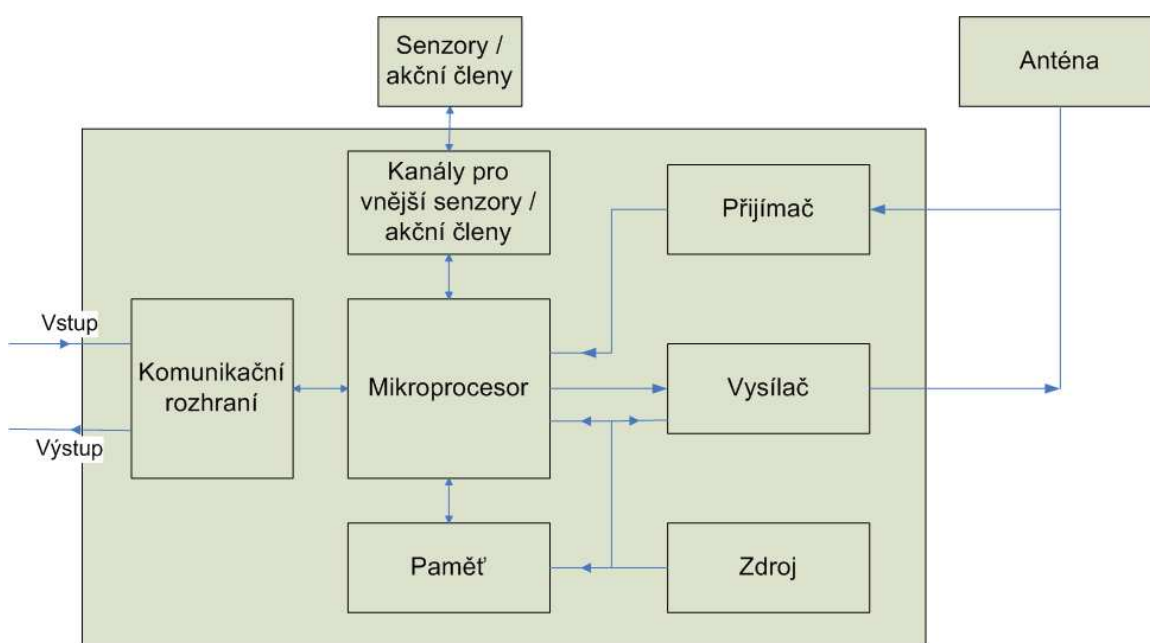 Senzory /
akční členy
Anténa
Kanály pro
vnější senzory /
akční členy
Přijímač
Vstup
Komunikační
rozhraní
Mikroprocesor
Vysílač
Výstup
Paměť
Zdroj